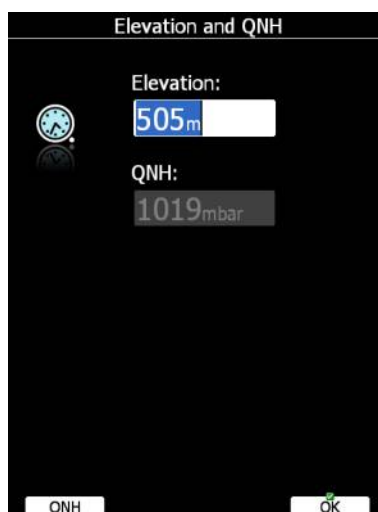 Elevation and QNH
Elevation:
505m
QNH:
1019mbar
QNH
OK